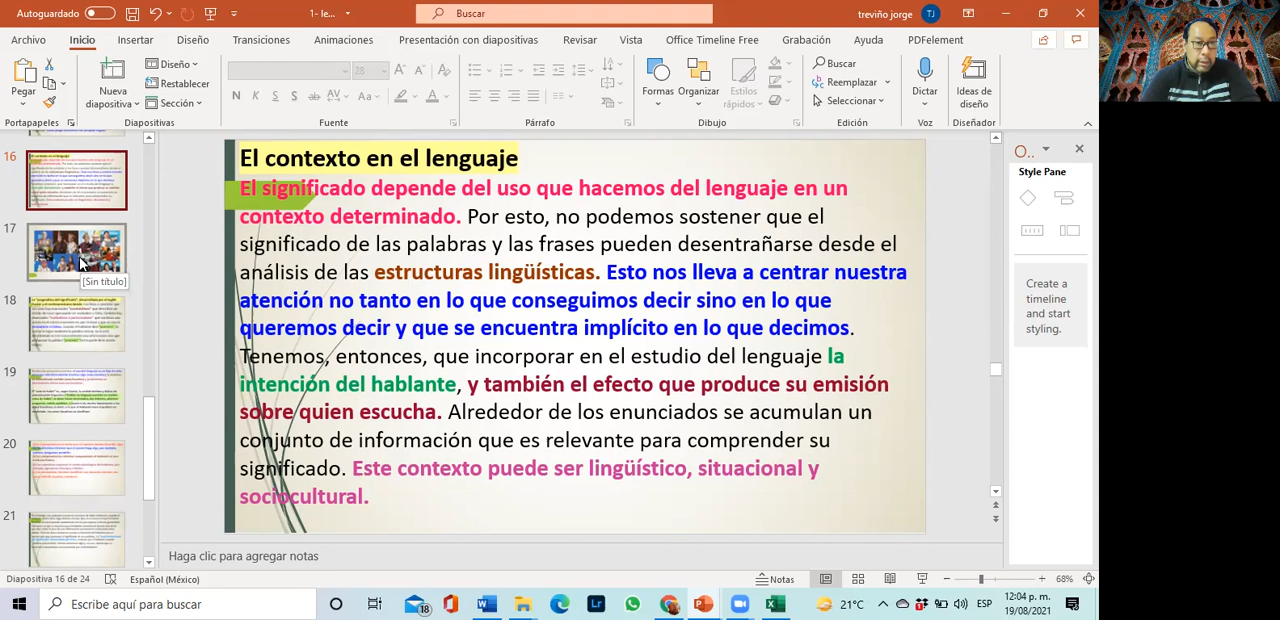 Autoguardado
1- le...
Buscar
treviño jorge
TJ
Archivo
Inicio
Insertar
Diseño
Transiciones
Animaciones
Presentación con diapositivas
Revisar
Vista
Office Timeline Free
Grabación
Ayuda
PDFelement
Pegar
Nueva
diapositiva
Diseño
Restablecer
Sección
28
N K S S ab AV Aa A
Formas
Organizar
Estilos
rápidos
Buscar
Reemplazar
Seleccionar
Dictar
Ideas de
diseño
Portapapeles
Diapositivas
Fuente
Párrafo
Dibujo
Edición
Voz
Diseñador
16
17
[Sin título]
18
19
20
21
El contexto en el lenguaje
El significado depende del uso que hacemos del lenguaje en un
contexto determinado. Por esto, no podemos sostener que el
significado de las palabras y las frases pueden desentrañarse desde el
análisis de las estructuras lingüísticas. Esto nos lleva a centrar nuestra
atención no tanto en lo que conseguimos decir sino en lo que
queremos decir y que se encuentra implícito en lo que decimos.
Tenemos, entonces, que incorporar en el estudio del lenguaje la
intención del hablante, y también el efecto que produce su emisión
sobre quien escucha. Alrededor de los enunciados se acumulan un
conjunto de información que es relevante para comprender su
significado. Este contexto puede ser lingüístico, situacional y
sociocultural.
O..
Style Pane
Create a
timeline
and start
styling.
Haga clic para agregar notas
Diapositiva 16 de 24
Español (México)
Notas
68%
Escribe aquí para buscar
18
Lr
21°C
ESP
12:04 p. m.
19/08/2021